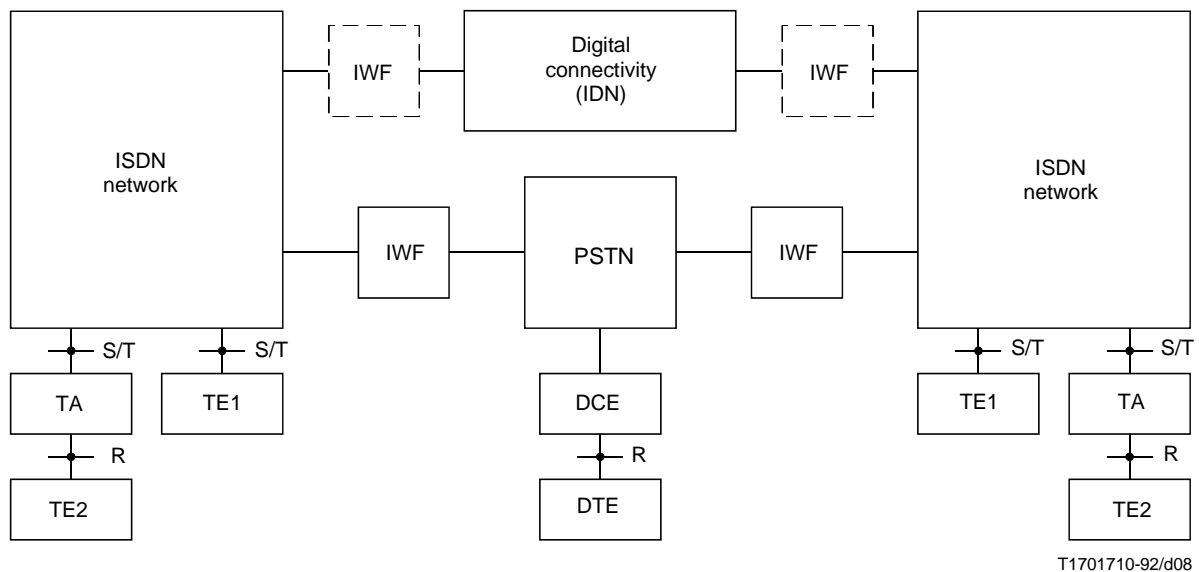 IWF
Digital
connectivity
(IDN)
IWF
ISDN
network
ISDN
network
IWF
PSTN
IWF
S/T
S/T
S/T
S/T
TA
TE1
DCE
TE1
TA
R
R
R
TE2
DTE
TE2
T1701710-92/d08